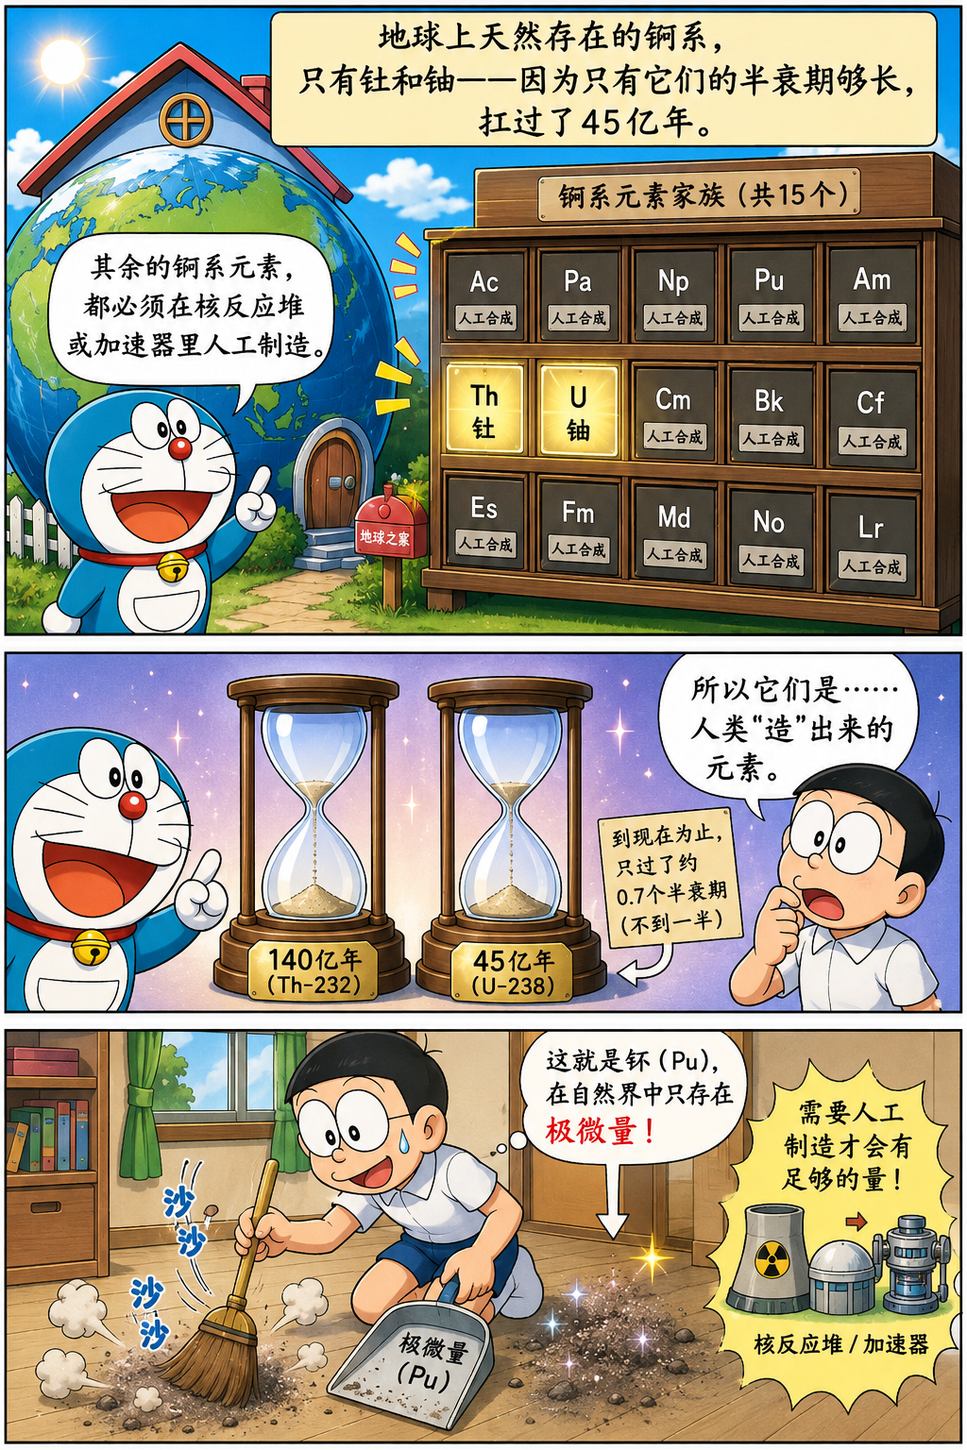 地球上天然存在的锕系，
只有钍和铀——因为只有它们的半衰期够长，
扛过了45亿年。
锕系元素家族（共15个）
其余的锕系元素，
都必须在核反应堆
或加速器里人工制造。
Ac
人工合成
Pa
人工合成
Np
人工合成
Pu
人工合成
Am
人工合成
Th
钍
U
铀
Cm
人工合成
Bk
人工合成
Cf
人工合成
Es
人工合成
Fm
人工合成
Md
人工合成
No
人工合成
Lr
人工合成
地球之家
所以它们是……
人类“造”出来的
元素。
到现在为止，
只过了约
0.7个半衰期
（不到一半）
140亿年
(Th-232)
45亿年
(U-238)
这就是钚（Pu），
在自然界中只存在
极微量！
需要人工
制造才会有
足够的量！
沙
沙
沙
沙
极微量
(Pu)
核反应堆 / 加速器